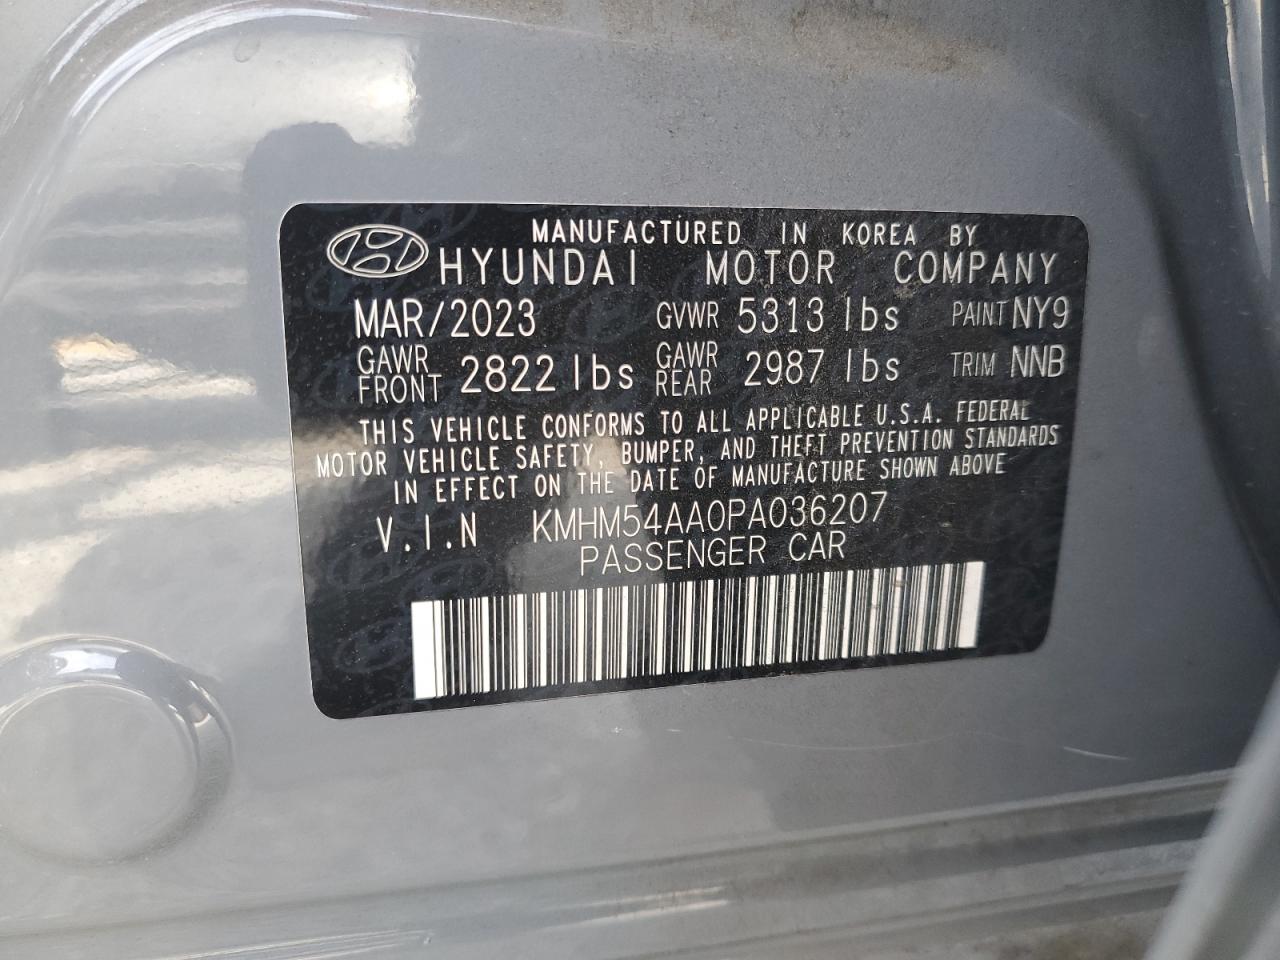 MANUFACTURED IN KOREA BY
HYUNDAI MOTOR COMPANY
MAR/2023 GVWR 5313 lbs PAINT NY9
GAWR FRONT 2822 lbs GAWR REAR 2987 lbs TRIM NNB
THIS VEHICLE CONFORMS TO ALL APPLICABLE U.S.A. FEDERAL
MOTOR VEHICLE SAFETY, BUMPER, AND THEFT PREVENTION STANDARDS
IN EFFECT ON THE DATE OF MANUFACTURE SHOWN ABOVE
V.I.N KMHM54AA0PA036207
PASSENGER CAR